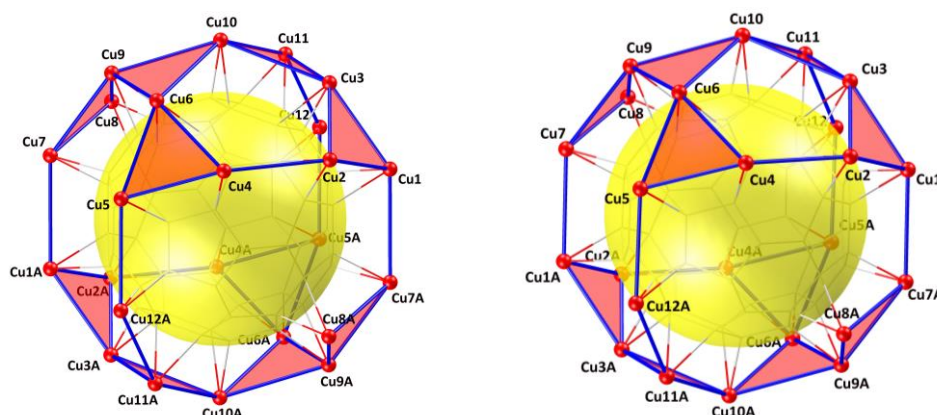 Cu10
Cu11
Cu9
Cu3
Cu6
Cu8
Cu12
Cu7
Cu4
Cu2
Cu1
Cu5
Cu5A
Cu4A
Cu1A
Cu2A
Cu7A
Cu12A
Cu8A
Cu6A
Cu3A
Cu9A
Cu11A
Cu10A
Cu10
Cu11
Cu9
Cu3
Cu6
Cu8
Cu12
Cu7
Cu4
Cu2
Cu1
Cu5
Cu5A
Cu4A
Cu1A
Cu2A
Cu7A
Cu12A
Cu8A
Cu6A
Cu3A
Cu9A
Cu11A
Cu10A